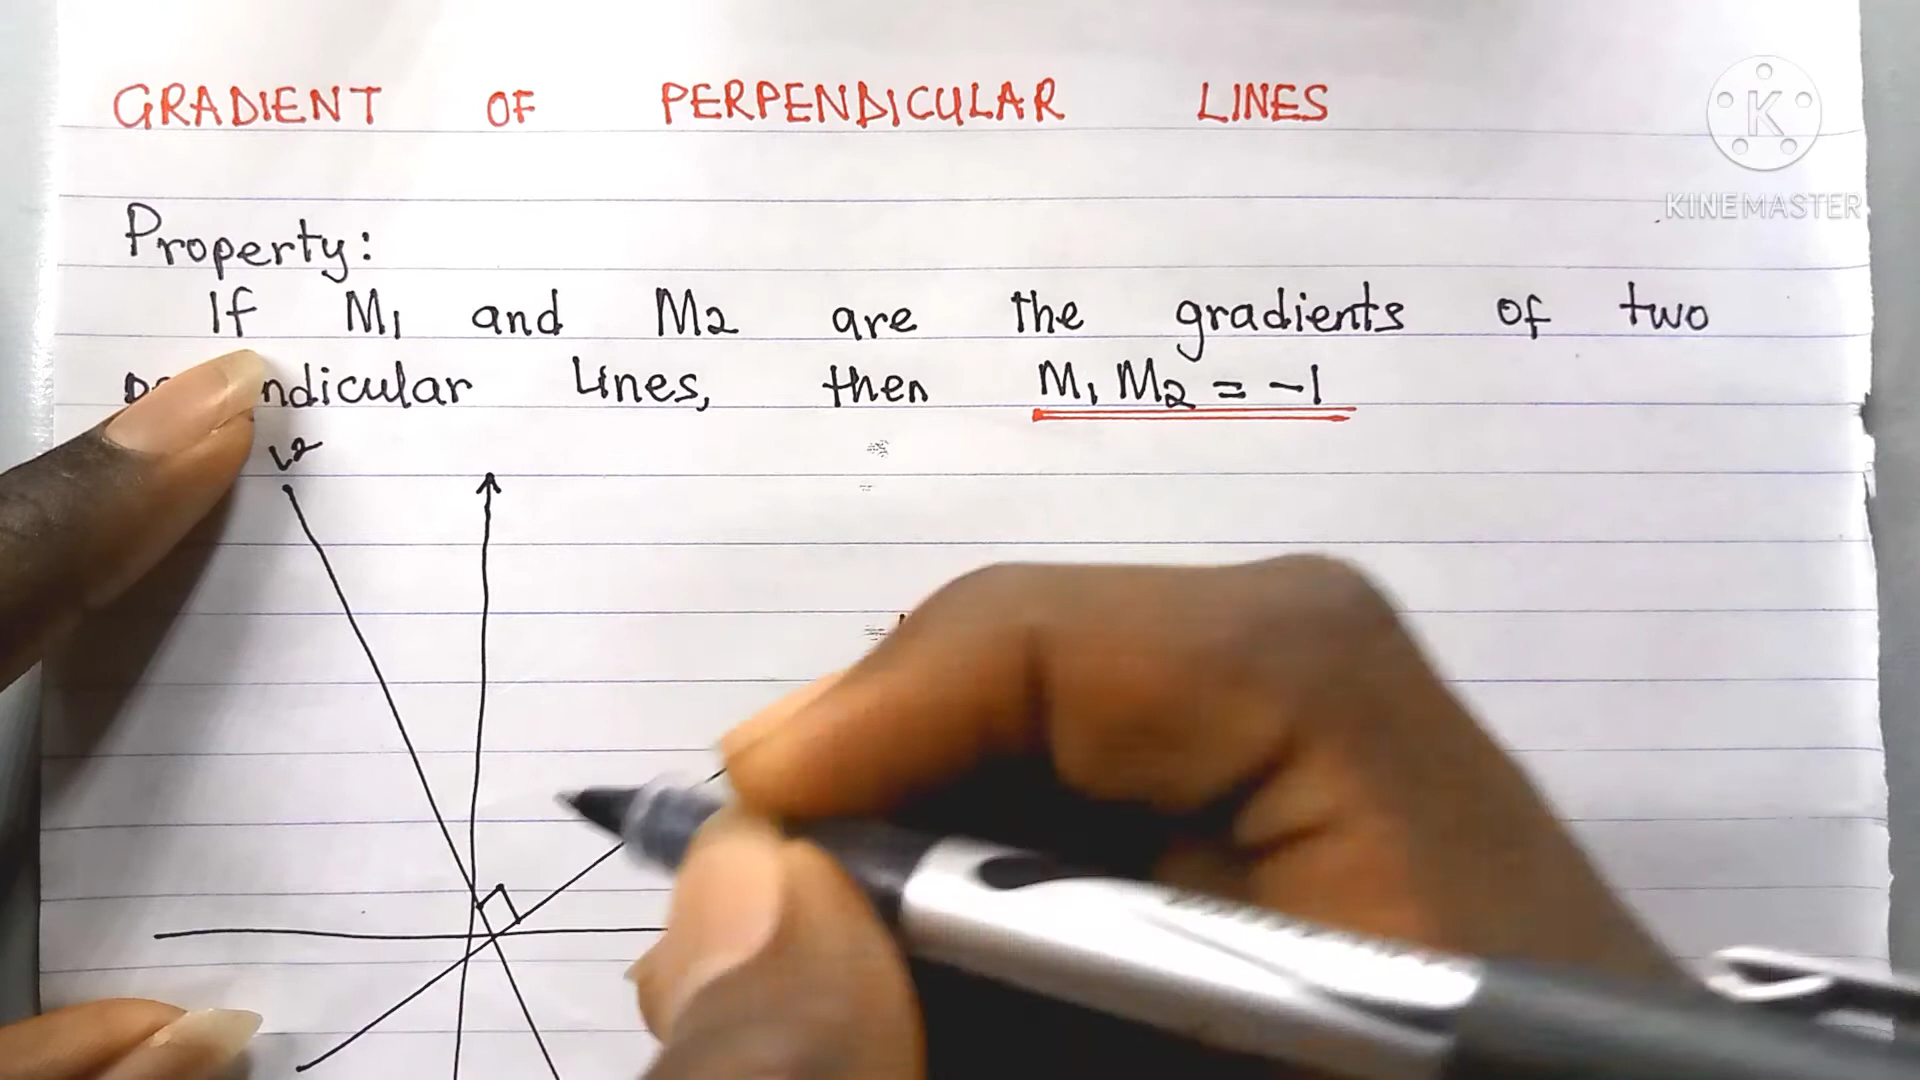 GRADIENT OF PERPENDICULAR LINES
K
KINEMASTER
Property:
If M1 and M2 are the gradients of two
ndicular Lines, then M1 M2 = -1
L2